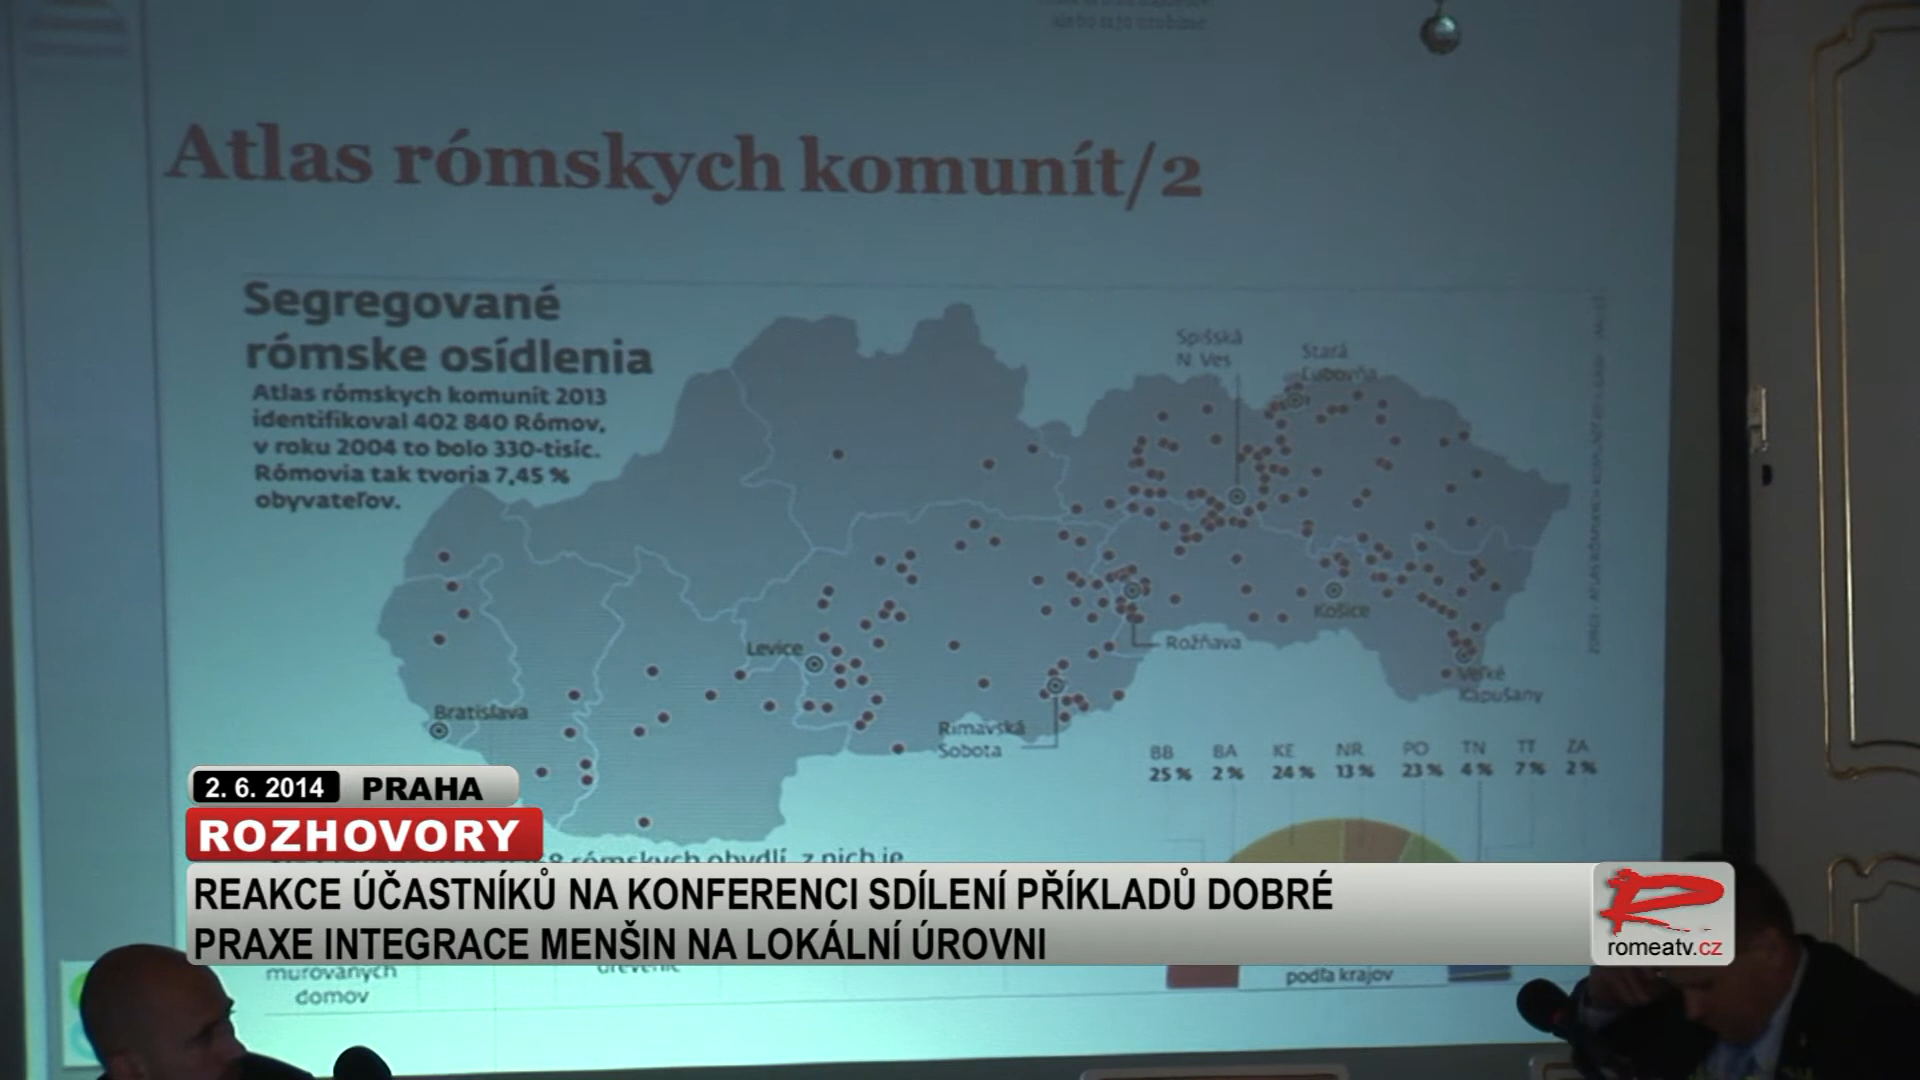 Atlas rómskych komunít/2
Segregované
rómske osídlenia
Atlas rómskych komunít 2013
identifikoval 402 840 Rómov,
v roku 2004 to bolo 330-tisíc.
Rómovia tak tvoria 7,45 %
obyvateľov.
Spišská
N. Ves
Stará
Ľubovňa
Levice
Košice
Rožňava
Veľké
Kapušany
Bratislava
Rimavská
Sobota
BB BA KE NR PO TN TT ZA
25 % 2 % 24 % 13 % 23 % 4 % 7 % 2 %
2. 6. 2014 PRAHA
ROZHOVORY
rómskych obydlí, z nich je
REAKCE ÚČASTNÍKŮ NA KONFERENCI SDÍLENÍ PŘÍKLADŮ DOBRÉ
PRAXE INTEGRACE MENŠIN NA LOKÁLNÍ ÚROVNI
romeatv.cz
murovaných
domov
podľa krajov